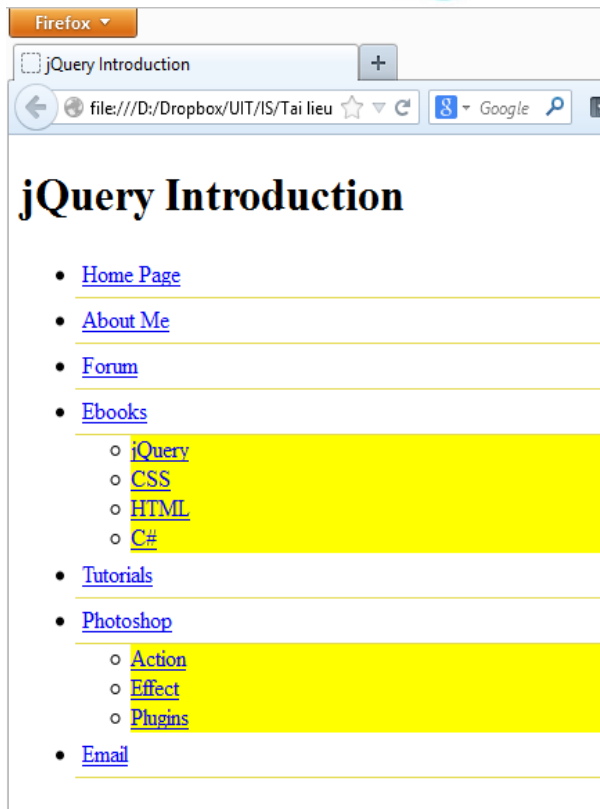 Firefox
jQuery Introduction
file:///D:/Dropbox/UIT/IS/Tai lieu
Google
jQuery Introduction
Home Page
About Me
Forum
Ebooks
jQuery
CSS
HTML
C#
Tutorials
Photoshop
Action
Effect
Plugins
Email